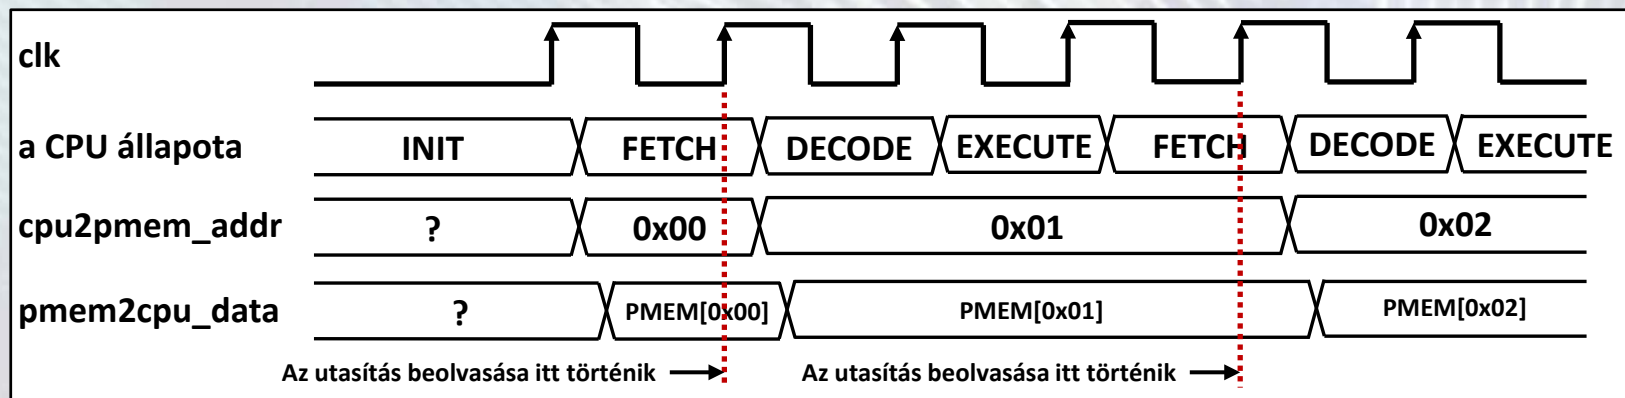 clk
a CPU állapota INIT FETCH DECODE EXECUTE FETCH DECODE EXECUTE
cpu2pmem_addr ? 0x00 0x01 0x02
pmem2cpu_data ? PMEM[0x00] PMEM[0x01] PMEM[0x02]
Az utasítás beolvasása itt történik Az utasítás beolvasása itt történik